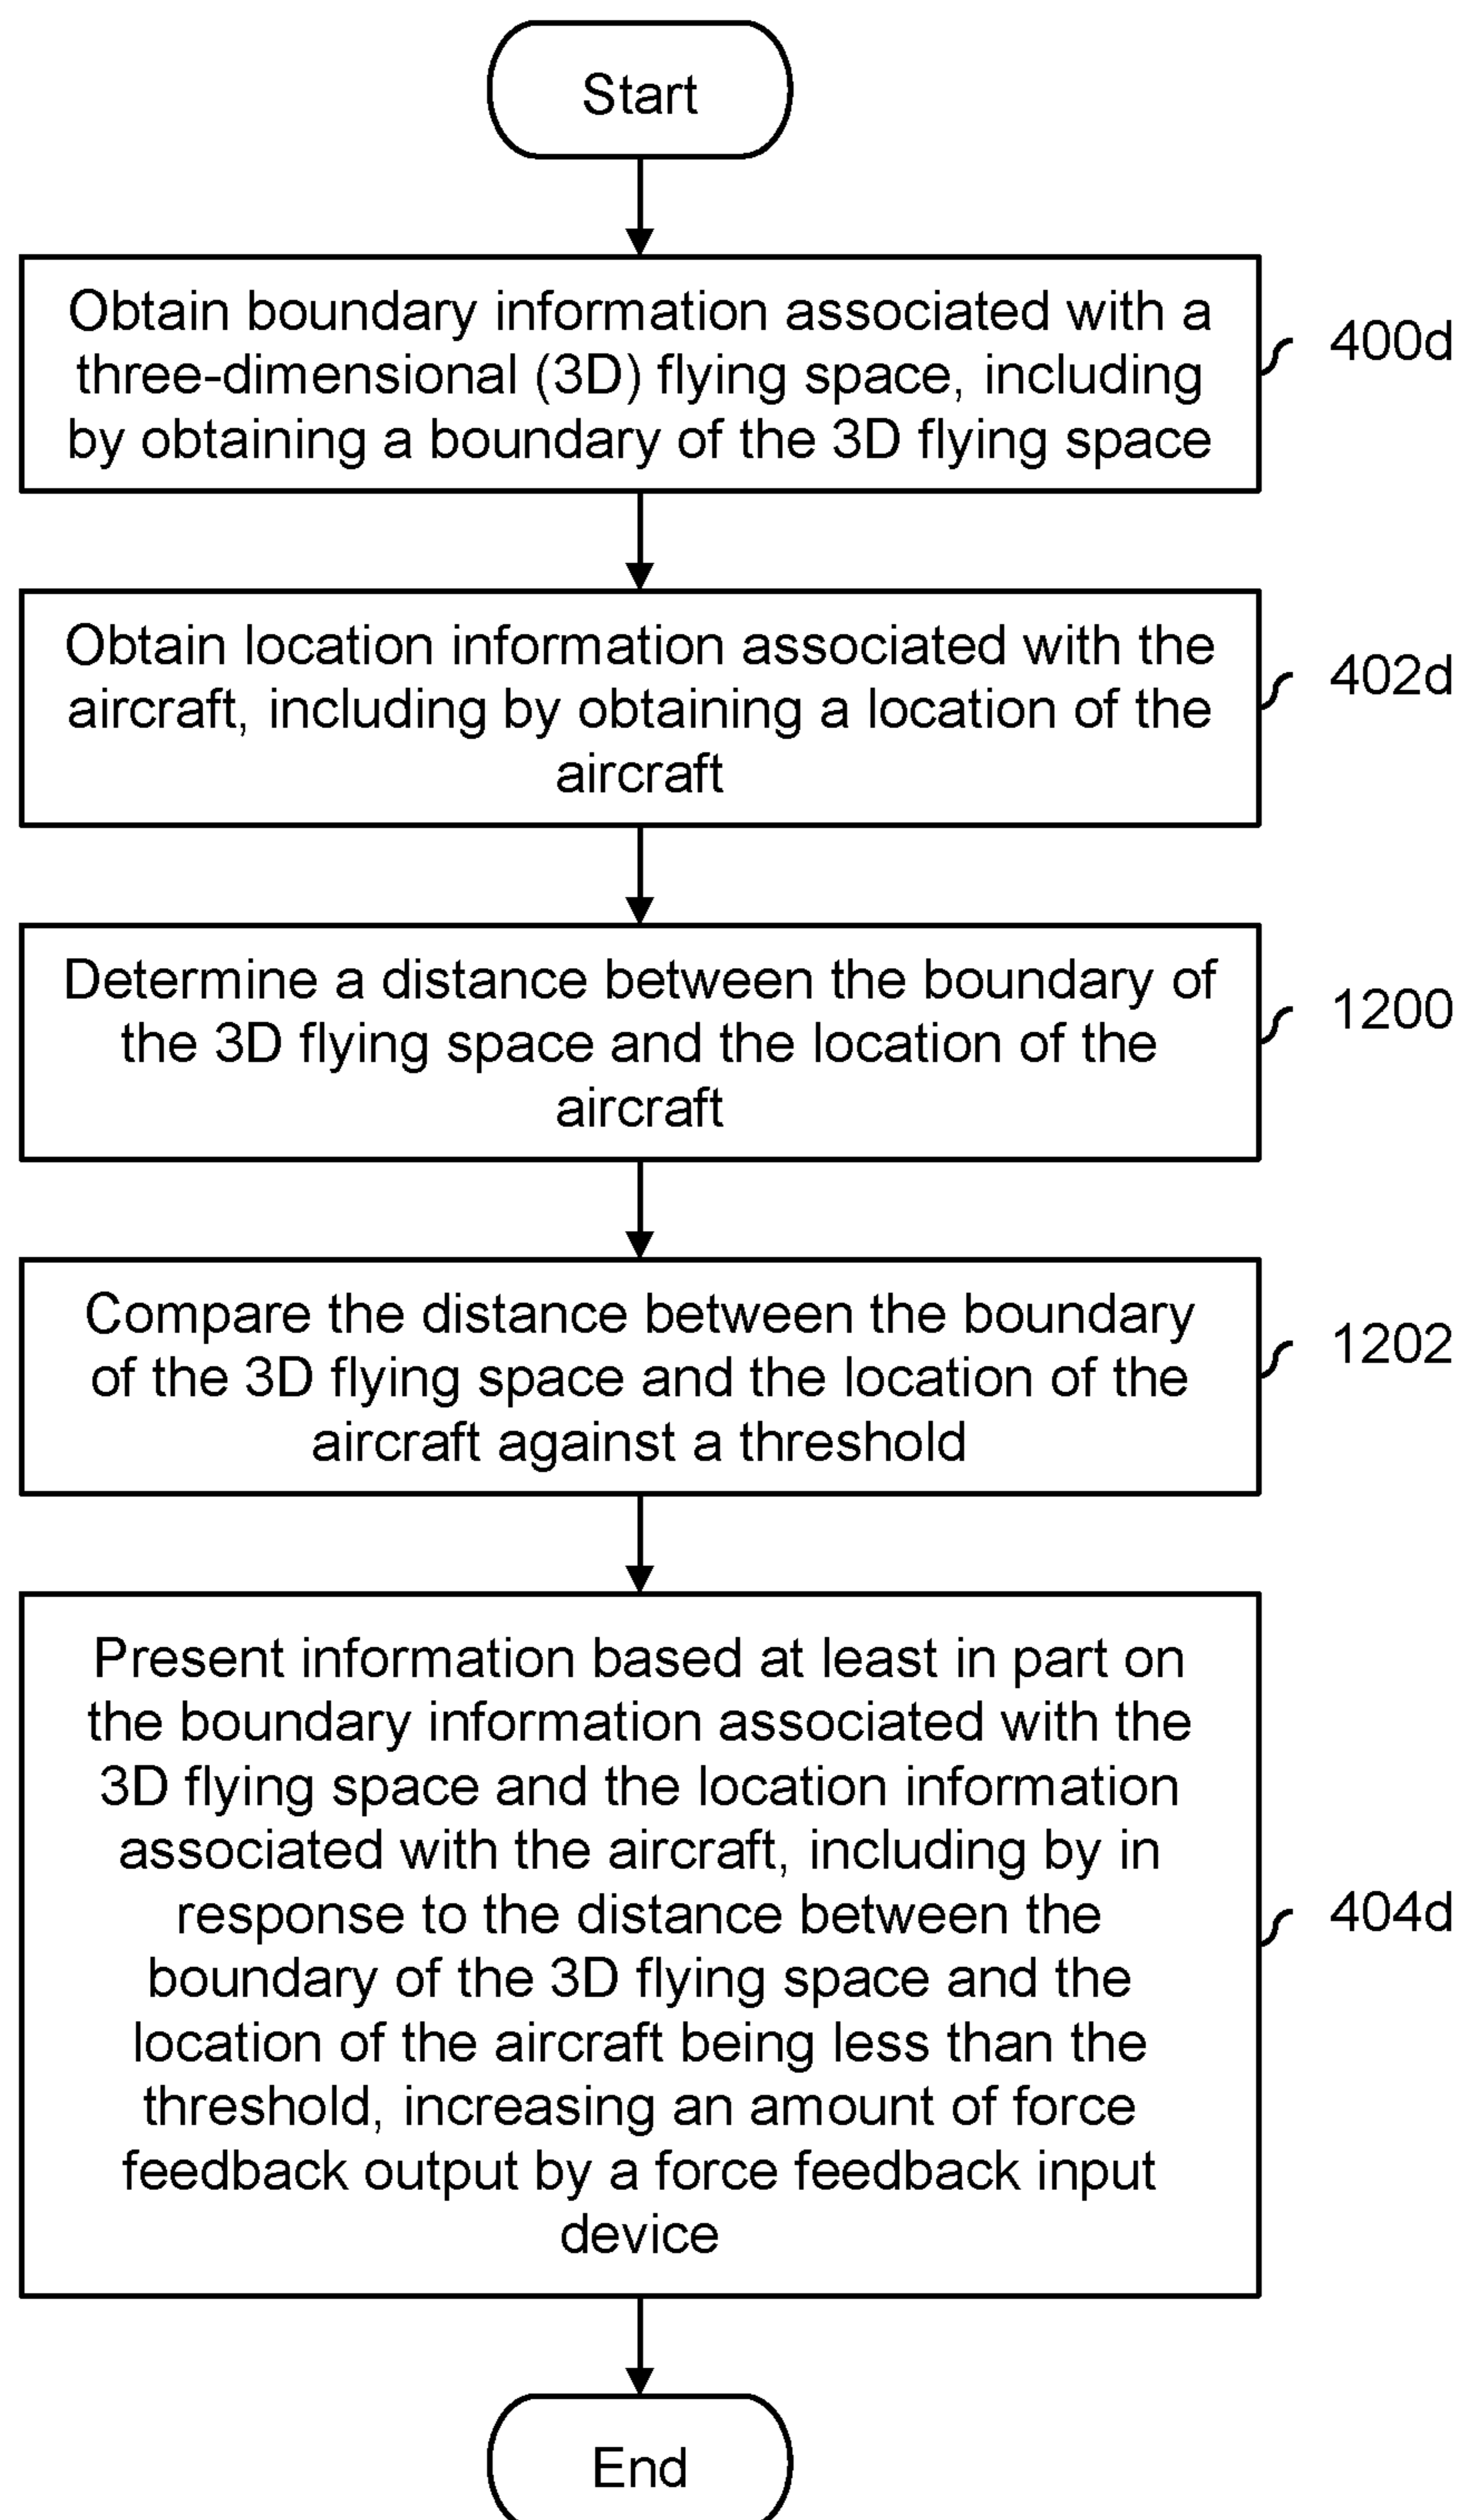 Start
Obtain boundary information associated with a
three-dimensional (3D) flying space, including
by obtaining a boundary of the 3D flying space
400d
Obtain location information associated with the
aircraft, including by obtaining a location of the
aircraft
402d
Determine a distance between the boundary of
the 3D flying space and the location of the
aircraft
1200
Compare the distance between the boundary
of the 3D flying space and the location of the
aircraft against a threshold
1202
Present information based at least in part on
the boundary information associated with the
3D flying space and the location information
associated with the aircraft, including by in
response to the distance between the
boundary of the 3D flying space and the
location of the aircraft being less than the
threshold, increasing an amount of force
feedback output by a force feedback input
device
404d
End